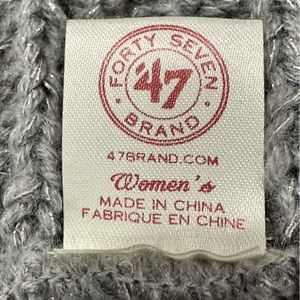 FORTY SEVEN
'47
BRAND
47BRAND.COM
Women's
MADE IN CHINA
FABRIQUE EN CHINE